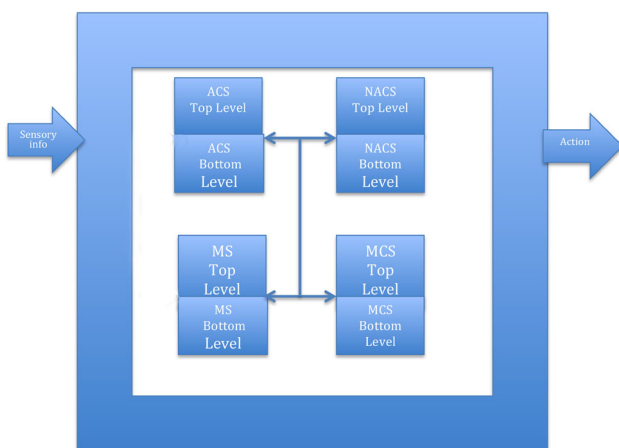 ACS
Top Level
NACS
Top Level
Sensory
info
Action
ACS
Bottom
Level
NACS
Bottom
Level
MS
Top
Level
MCS
Top
Level
MS
Bottom
Level
MCS
Bottom
Level